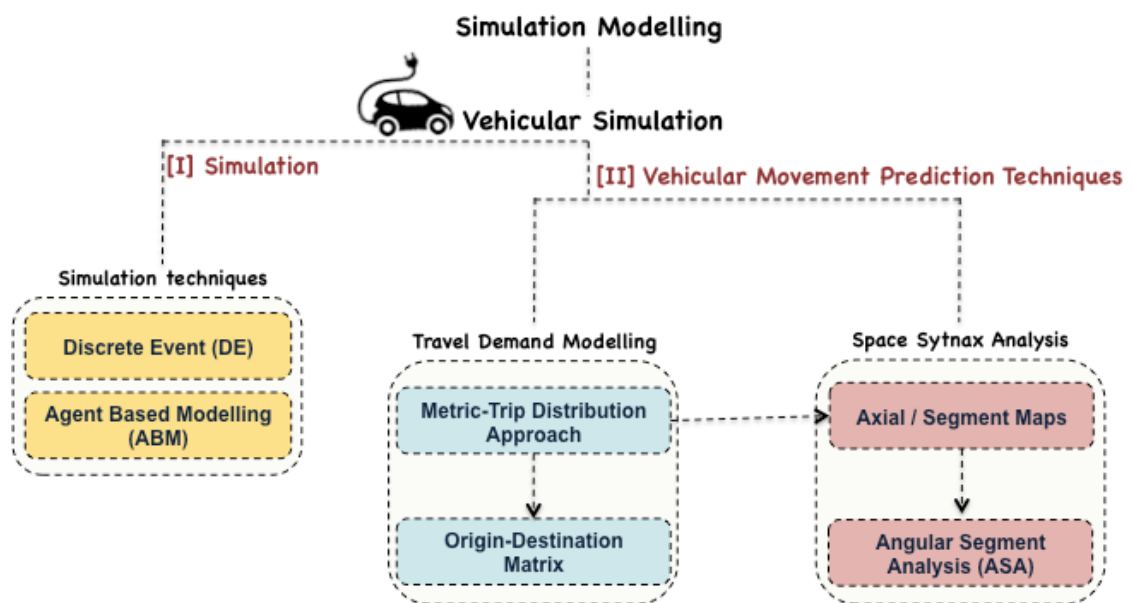 Simulation Modelling
Vehicular Simulation
[I] Simulation
[II] Vehicular Movement Prediction Techniques
Simulation techniques
Discrete Event (DE)
Agent Based Modelling
(ABM)
Travel Demand Modelling
Metric-Trip Distribution
Approach
Origin-Destination
Matrix
Space Sytnax Analysis
Axial / Segment Maps
Angular Segment
Analysis (ASA)